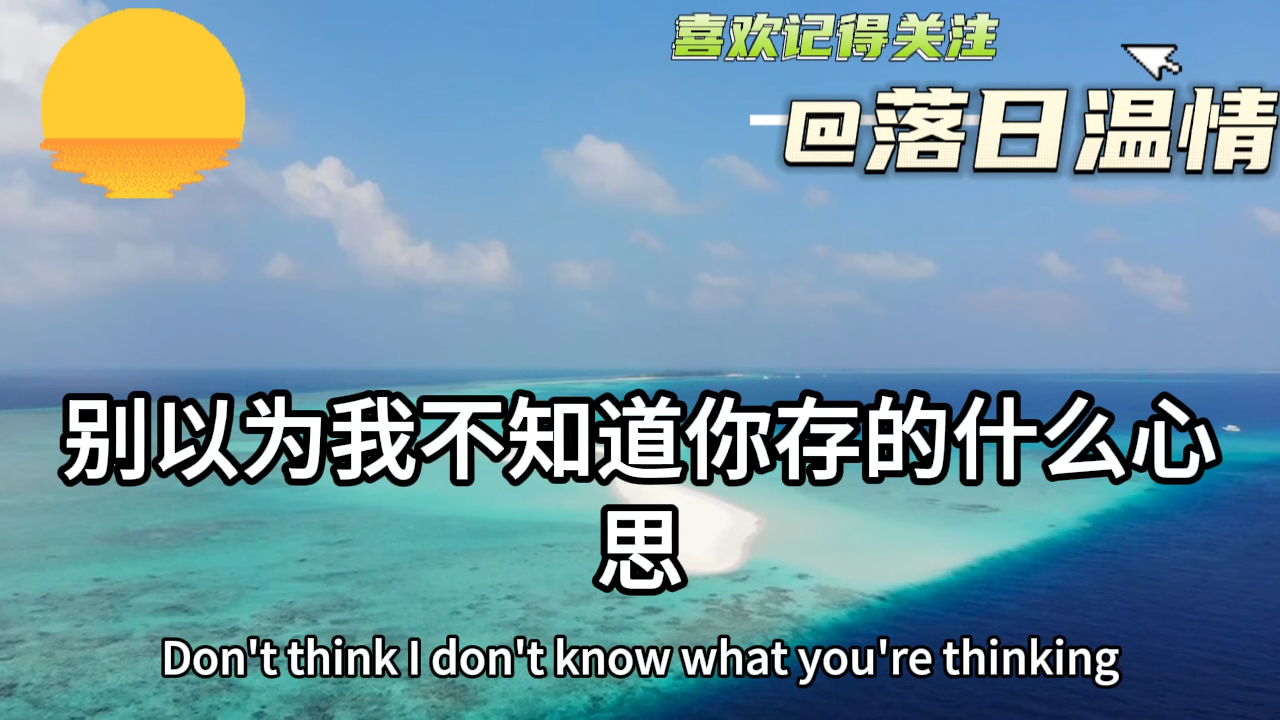 喜欢记得关注
@落日温情
别以为我不知道你存的什么心
思
Don't think I don't know what you're thinking